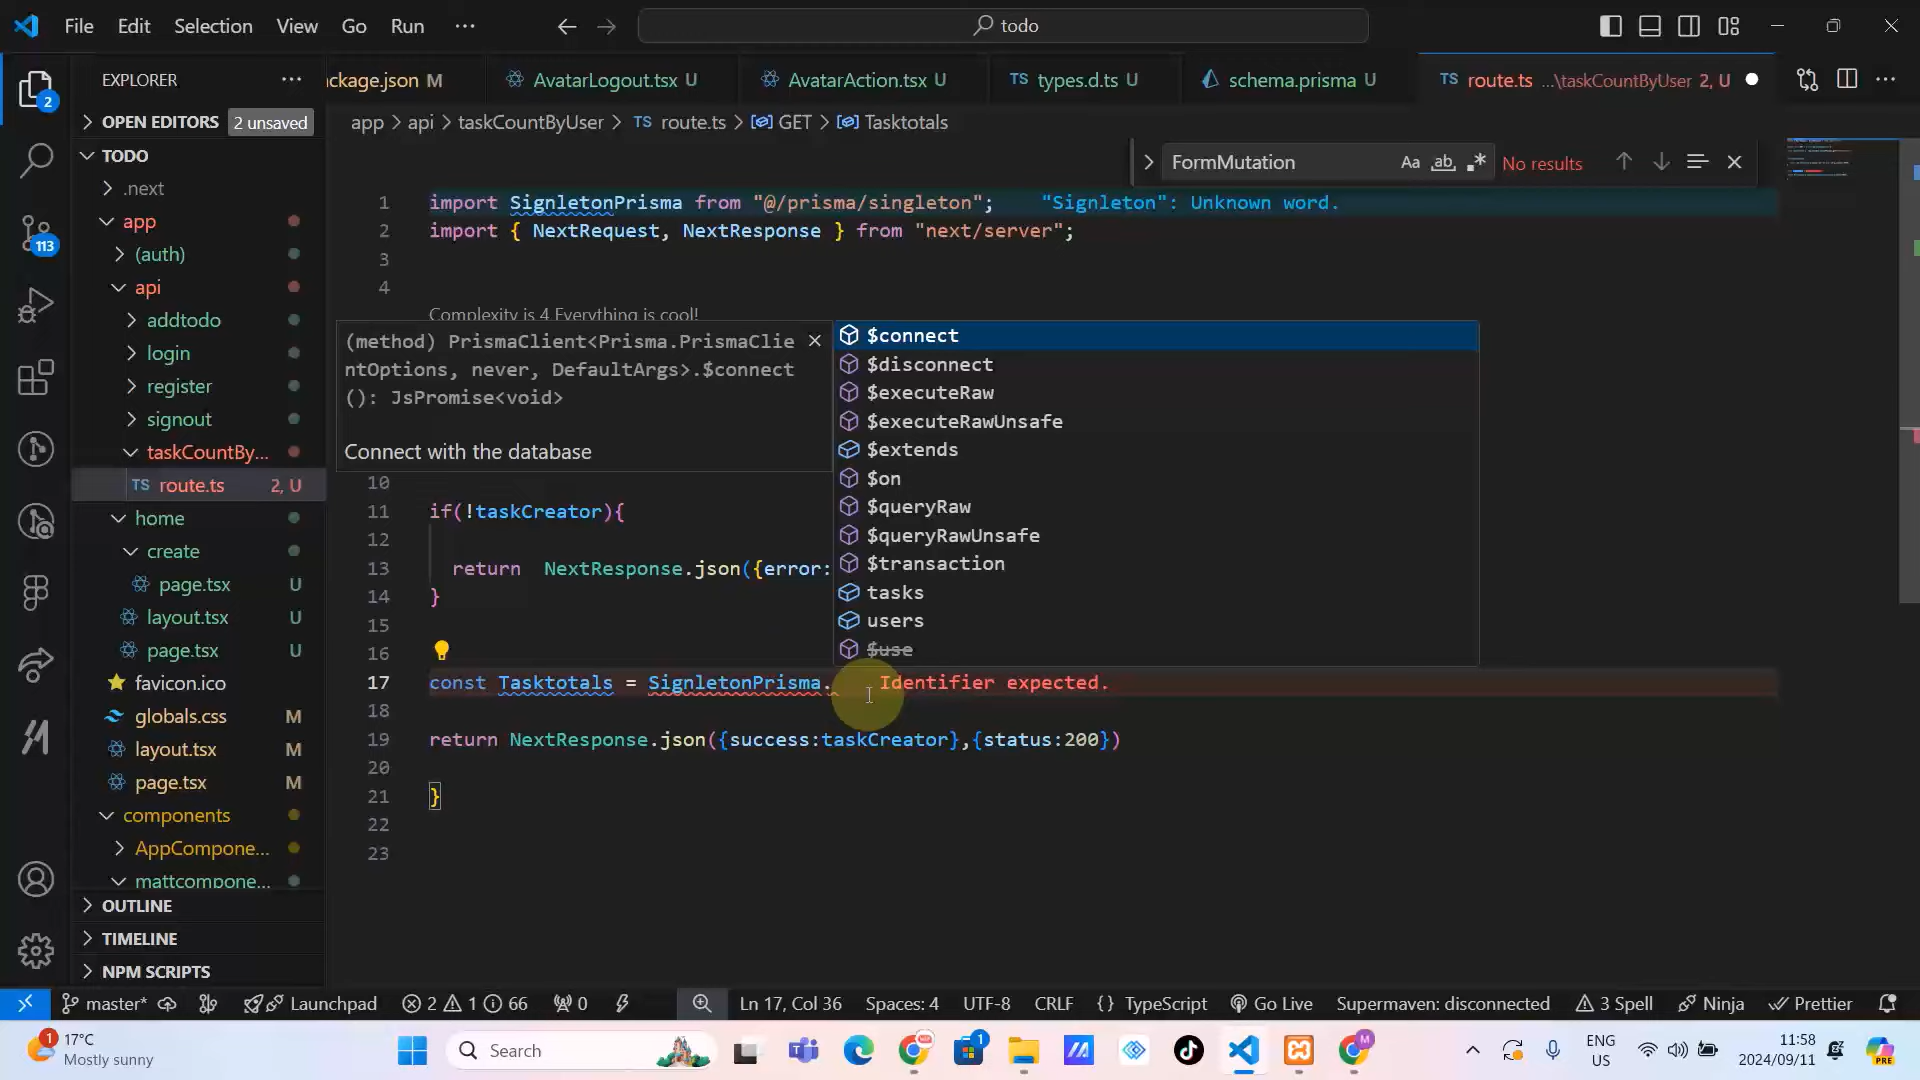 File Edit Selection View Go Run ··· todo
EXPLORER
ckage.json M AvatarLogout.tsx U AvatarAction.tsx U TS types.d.ts U schema.prisma U TS route.ts ...\taskCountByUser 2, U
OPEN EDITORS 2 unsaved
app > api > taskCountByUser > TS route.ts > GET > Tasktotals
TODO
.next
app
(auth)
api
addtodo
login
register
signout
taskCountBy...
TS route.ts 2, U
home
create
page.tsx U
layout.tsx U
page.tsx U
favicon.ico
globals.css M
layout.tsx M
page.tsx M
components
AppCompone...
mattcompone...
OUTLINE
TIMELINE
NPM SCRIPTS
2
113
FormMutation Aa ab No results
1 import SignletonPrisma from "@/prisma/singleton"; "Signleton": Unknown word.
2 import { NextRequest, NextResponse } from "next/server";
3
4
Complexity is 4 Everything is cool!
(method) PrismaClient<Prisma.PrismaClie
ntOptions, never, DefaultArgs>.$connect
(): JsPromise<void>
Connect with the database
$connect
$disconnect
$executeRaw
$executeRawUnsafe
$extends
$on
$queryRaw
$queryRawUnsafe
$transaction
tasks
users
$use
10
11 if(!taskCreator){
12
13 return NextResponse.json({error:
14 }
15
16
17 const Tasktotals = SignletonPrisma. Identifier expected.
18
19 return NextResponse.json({success:taskCreator},{status:200})
20
21 }
22
23
master* Launchpad 2 1 66 0 Ln 17, Col 36 Spaces: 4 UTF-8 CRLF {} TypeScript Go Live Supermaven: disconnected 3 Spell Ninja Prettier
1 17°C
Mostly sunny
Search
1
M
ENG
US
11:58
2024/09/11
PRE